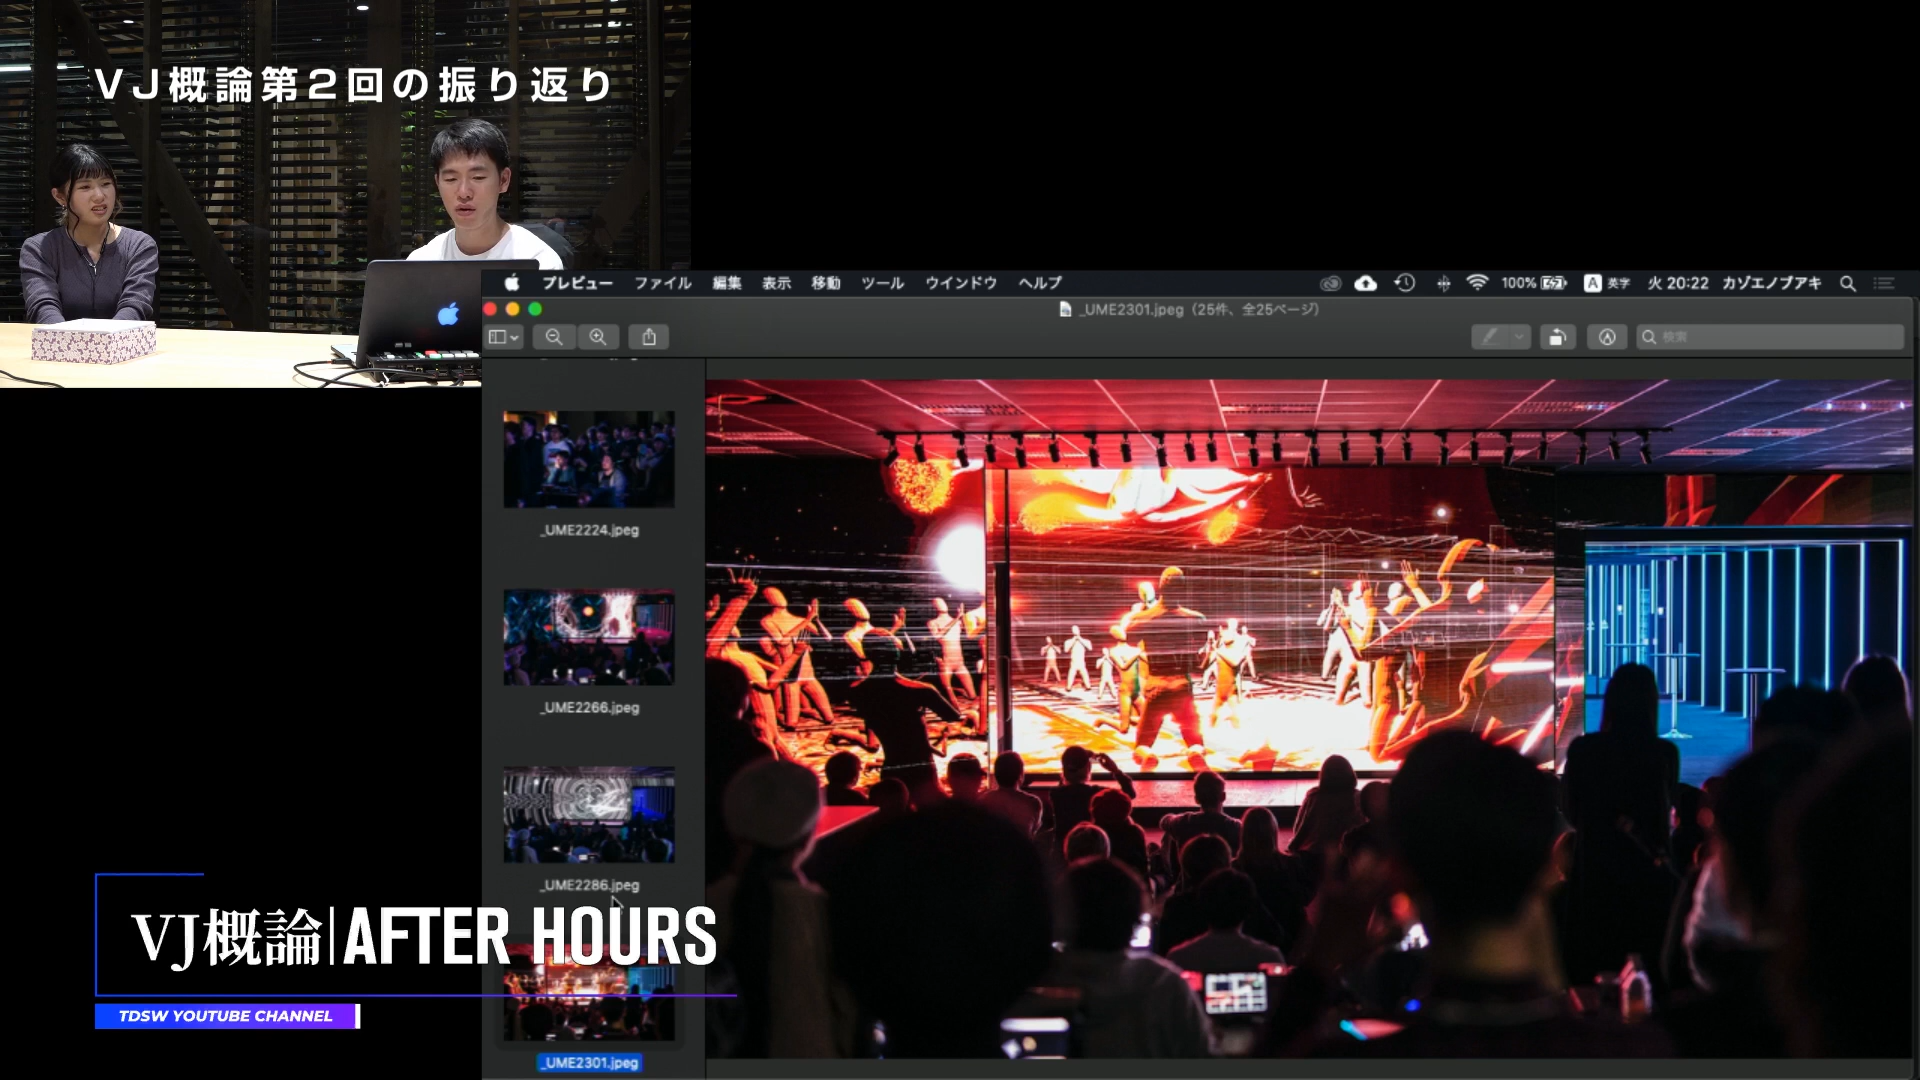 VJ概論第2回の振り返り
プレビュー ファイル 編集 表示 移動 ツール ウインドウ ヘルプ 100% A 英字 火 20:22 カゾエノブアキ
_UME2301.jpeg（25件、全25ページ）
検索
_UME2224.jpeg
_UME2266.jpeg
_UME2286.jpeg
VJ概論|AFTER HOURS
TDSW YOUTUBE CHANNEL
_UME2301.jpeg